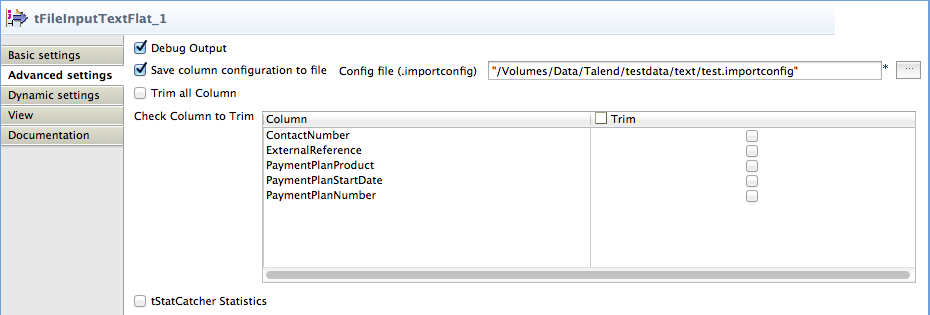 tFileInputTextFlat_1
Basic settings
Advanced settings
Dynamic settings
View
Documentation
Debug Output
Save column configuration to file Config file (.importconfig) "/Volumes/Data/Talend/testdata/text/test.importconfig" * ...
Trim all Column
Check Column to Trim
Column Trim
ContactNumber
ExternalReference
PaymentPlanProduct
PaymentPlanStartDate
PaymentPlanNumber
tStatCatcher Statistics